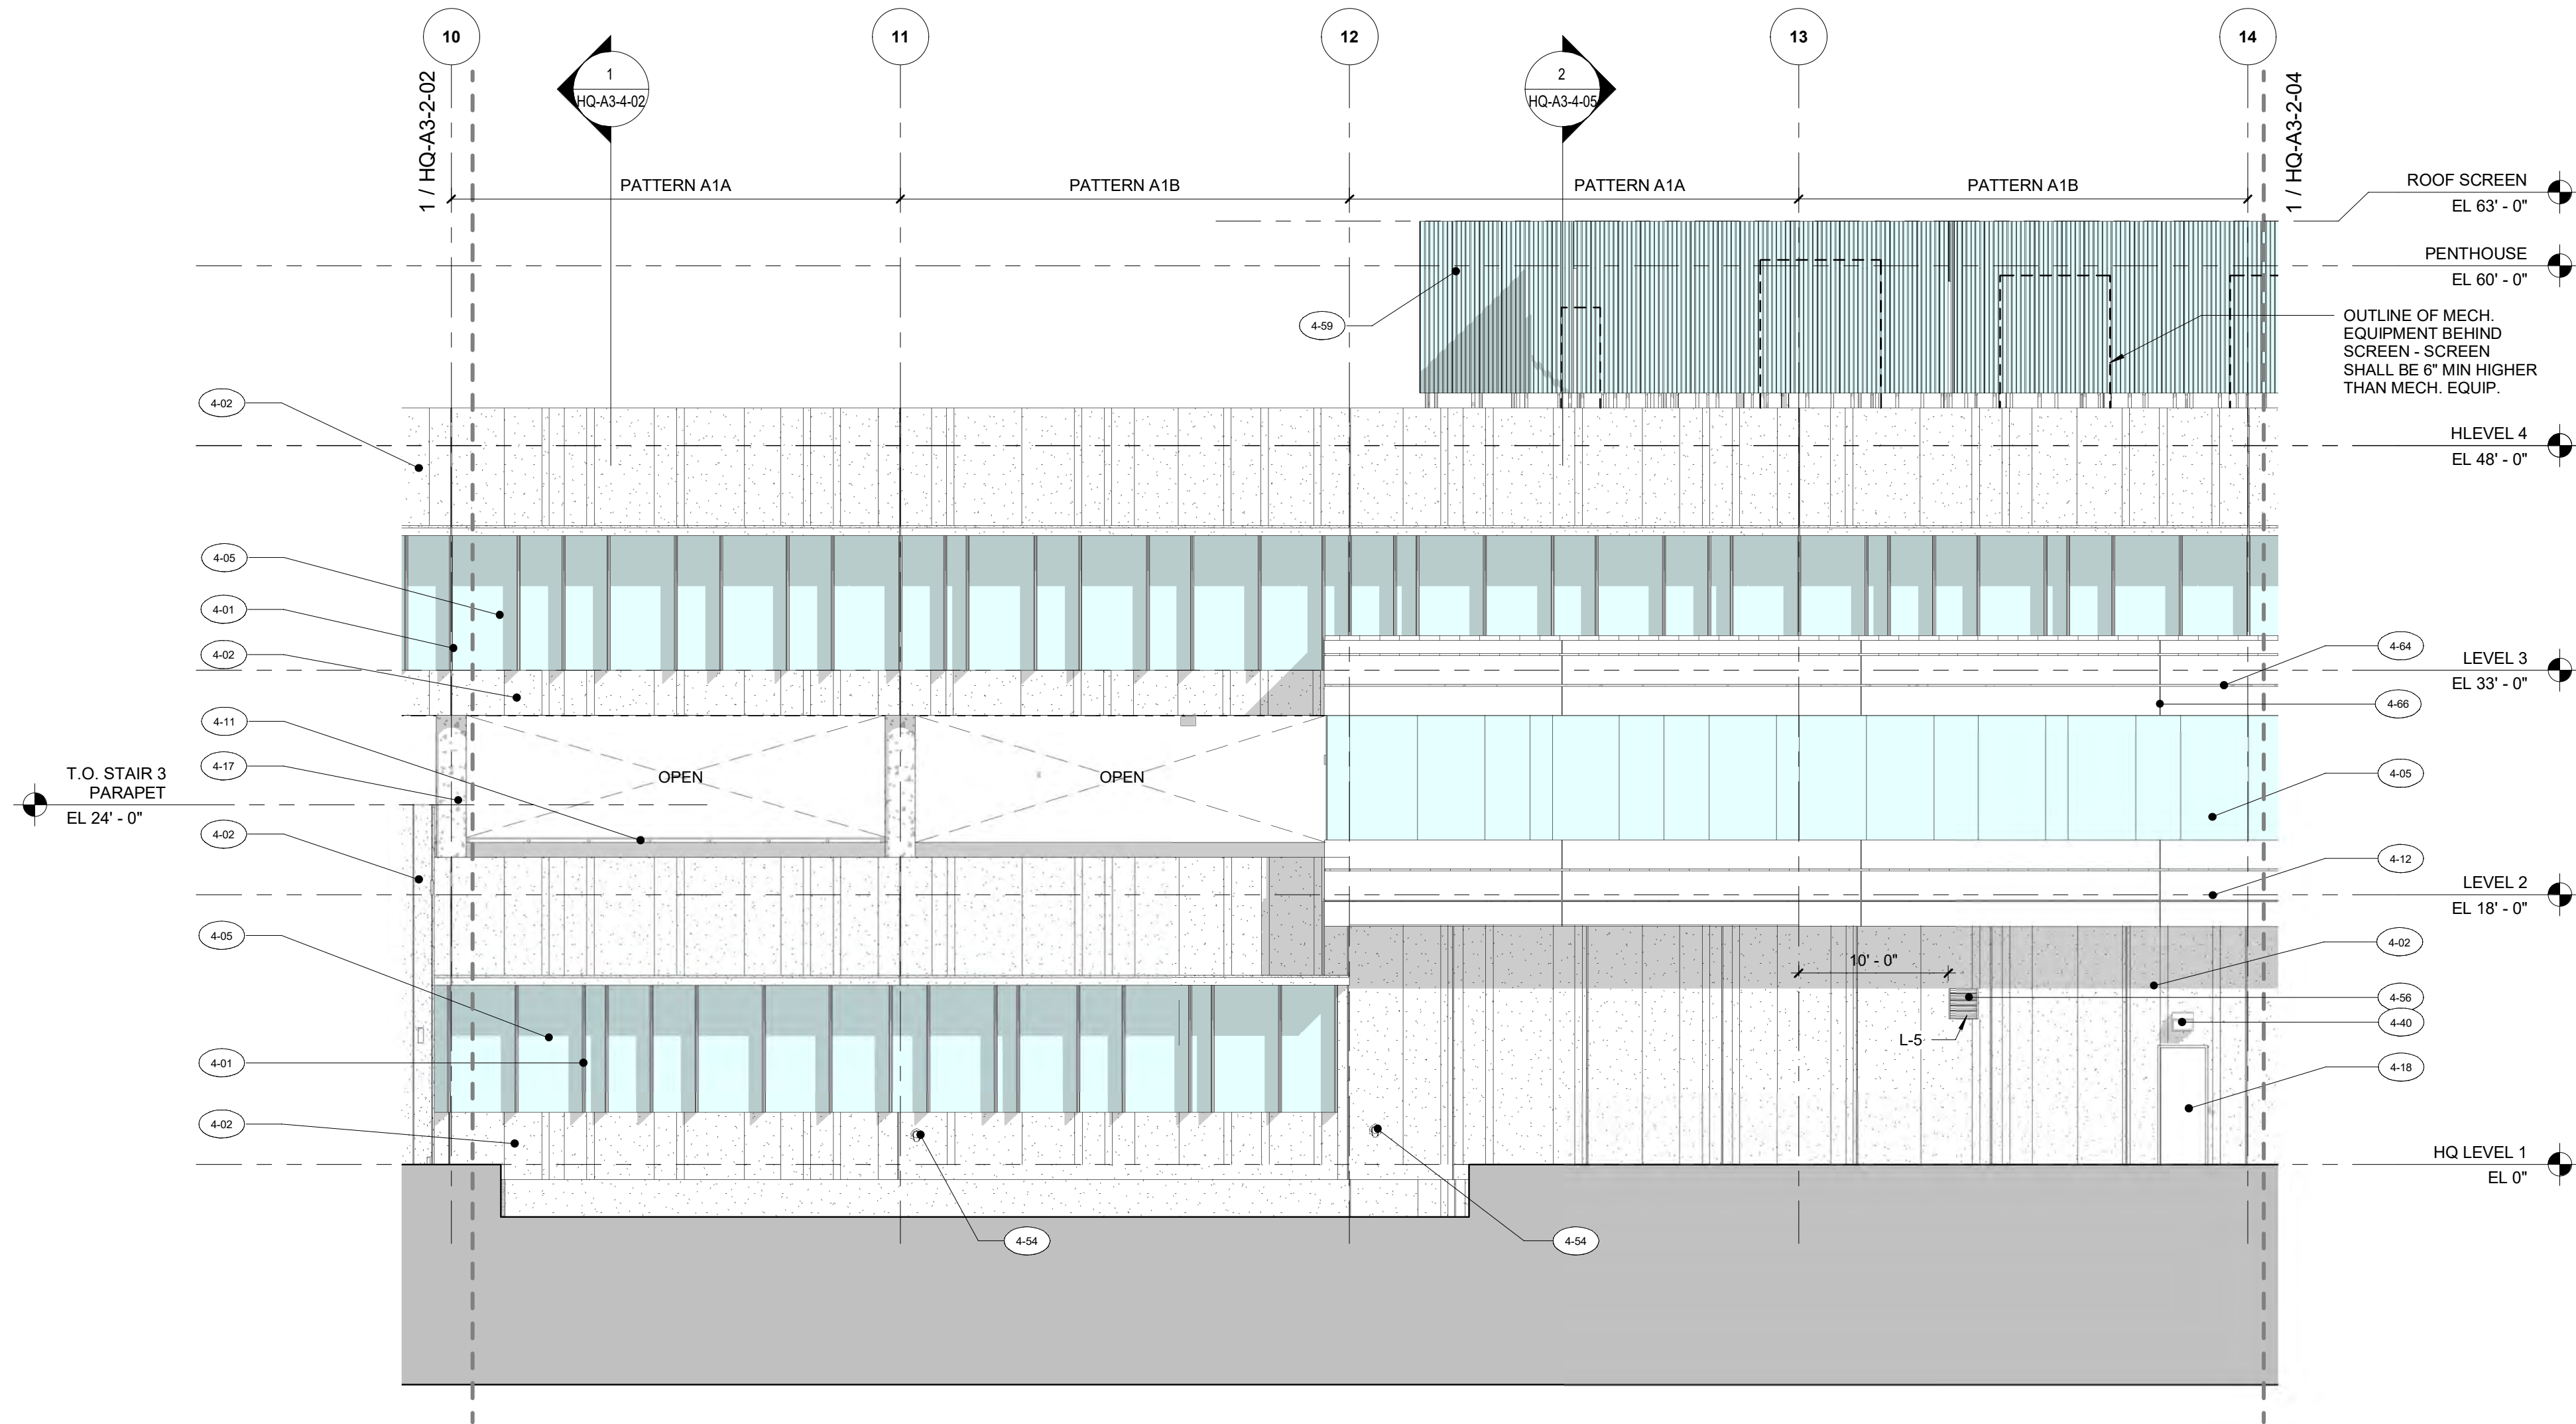 10
11
12
13
14
1
HQ-A3-4-02
2
HQ-A3-4-05
1 / HQ-A3-2-02
1 / HQ-A3-2-04
PATTERN A1A
PATTERN A1B
PATTERN A1A
PATTERN A1B
ROOF SCREEN
EL 63' - 0"
PENTHOUSE
EL 60' - 0"
4-59
OUTLINE OF MECH.
EQUIPMENT BEHIND
SCREEN - SCREEN
SHALL BE 6" MIN HIGHER
THAN MECH. EQUIP.
4-02
HLEVEL 4
EL 48' - 0"
4-05
4-01
4-02
4-64
LEVEL 3
EL 33' - 0"
4-66
4-11
4-17
OPEN
OPEN
4-05
T.O. STAIR 3
PARAPET
EL 24' - 0"
4-02
4-12
LEVEL 2
EL 18' - 0"
4-05
4-02
10' - 0"
4-56
4-40
L-5
4-01
4-18
4-02
HQ LEVEL 1
EL 0"
4-54
4-54